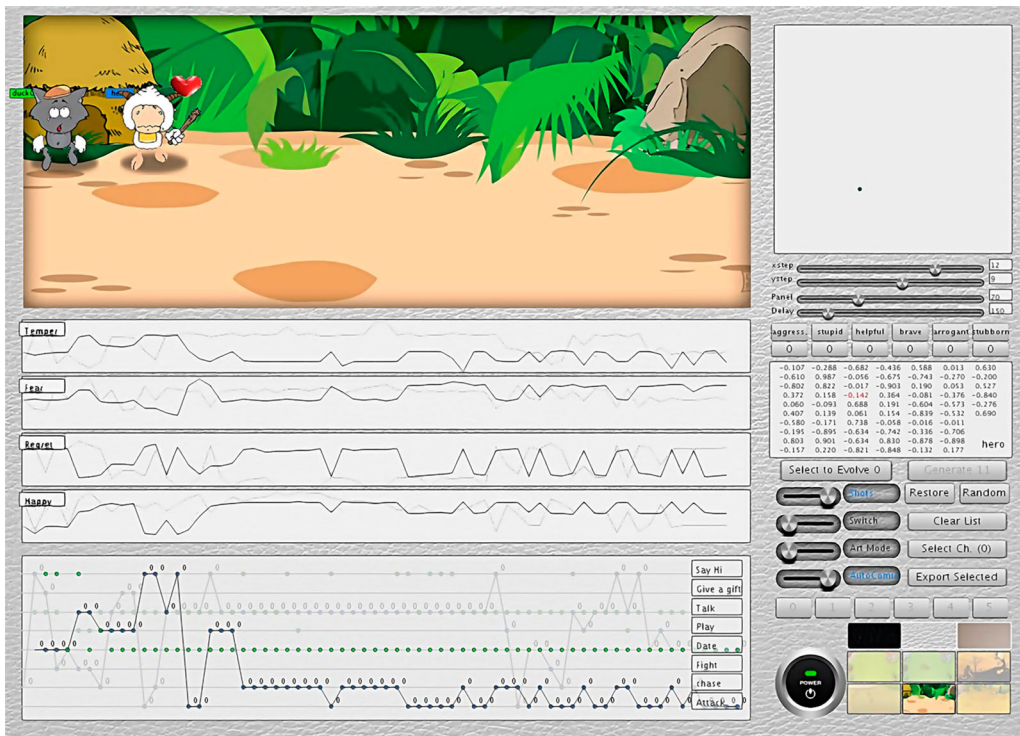 duck
he
xstep 12
ystep 9
Panel 70
Delay 150
aggress. stupid helpful brave arrogant stubborn
0 0 0 0 0 0
-0.107 -0.288 -0.682 -0.436 0.588 0.013 0.630
-0.610 0.987 -0.056 -0.675 -0.743 -0.270 -0.200
-0.802 0.822 -0.017 -0.903 0.190 0.053 0.527
0.372 0.158 -0.142 0.364 -0.081 -0.376 -0.840
0.060 -0.093 0.688 0.191 -0.604 -0.573 -0.276
0.407 0.139 0.061 0.154 -0.839 -0.532 0.690
-0.580 -0.171 0.738 -0.058 -0.016 -0.011
-0.195 -0.895 -0.634 -0.742 -0.336 -0.706
0.803 0.901 -0.634 0.830 -0.878 -0.898
-0.157 0.220 -0.821 -0.848 -0.132 0.177
hero
Temper
Fear
Regret
Happy
Say Hi
Give a gift
Talk
Play
Date
Fight
chase
Attack
Select to Evolve 0 Generate 11
Shots Restore Random
Switch Clear List
Art Mode Select Ch. (0)
AutoCam Export Selected
0 1 2 3 4 5
POWER